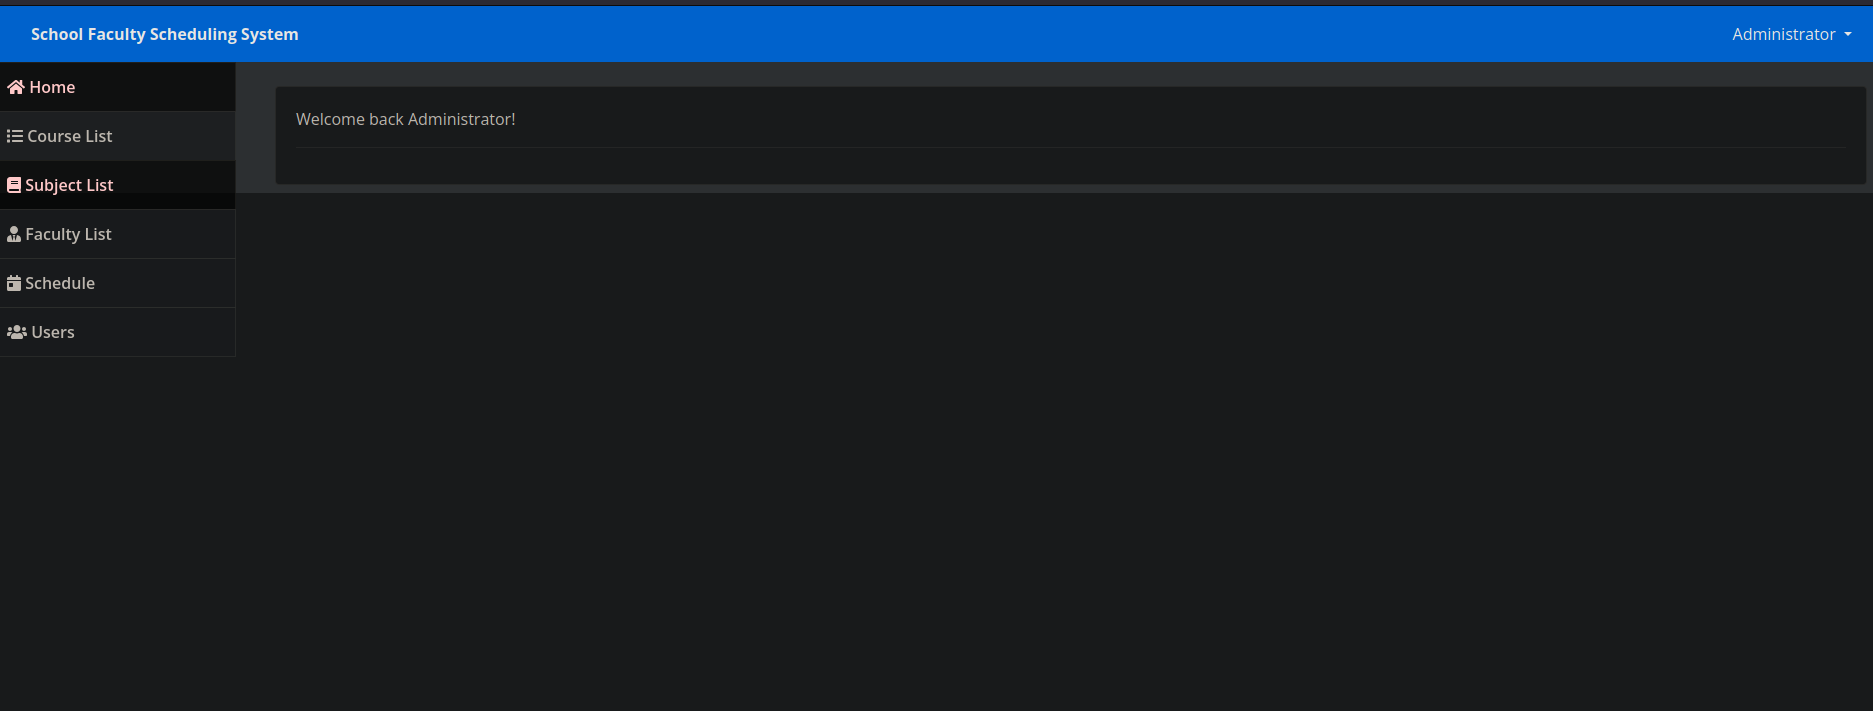 School Faculty Scheduling System
Administrator
Home
Course List
Subject List
Faculty List
Schedule
Users
Welcome back Administrator!